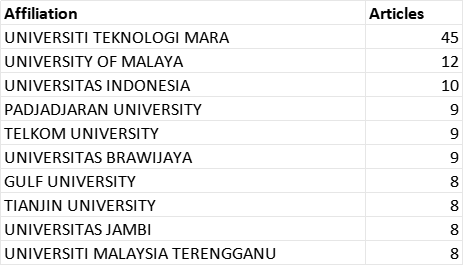 Affiliation Articles
UNIVERSITI TEKNOLOGI MARA 45
UNIVERSITY OF MALAYA 12
UNIVERSITAS INDONESIA 10
PADJADJARAN UNIVERSITY 9
TELKOM UNIVERSITY 9
UNIVERSITAS BRAWIJAYA 9
GULF UNIVERSITY 8
TIANJIN UNIVERSITY 8
UNIVERSITAS JAMBI 8
UNIVERSITI MALAYSIA TERENGGANU 8